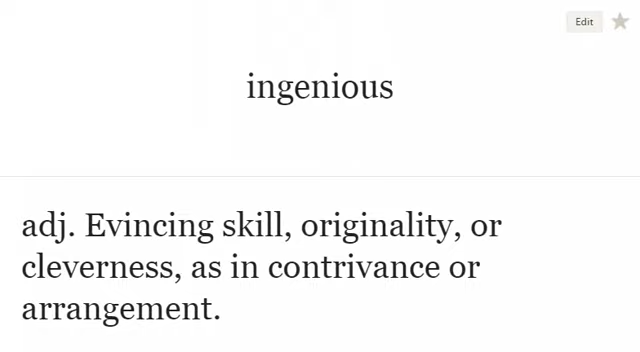 Edit
ingenious
adj. Evincing skill, originality, or
cleverness, as in contrivance or
arrangement.